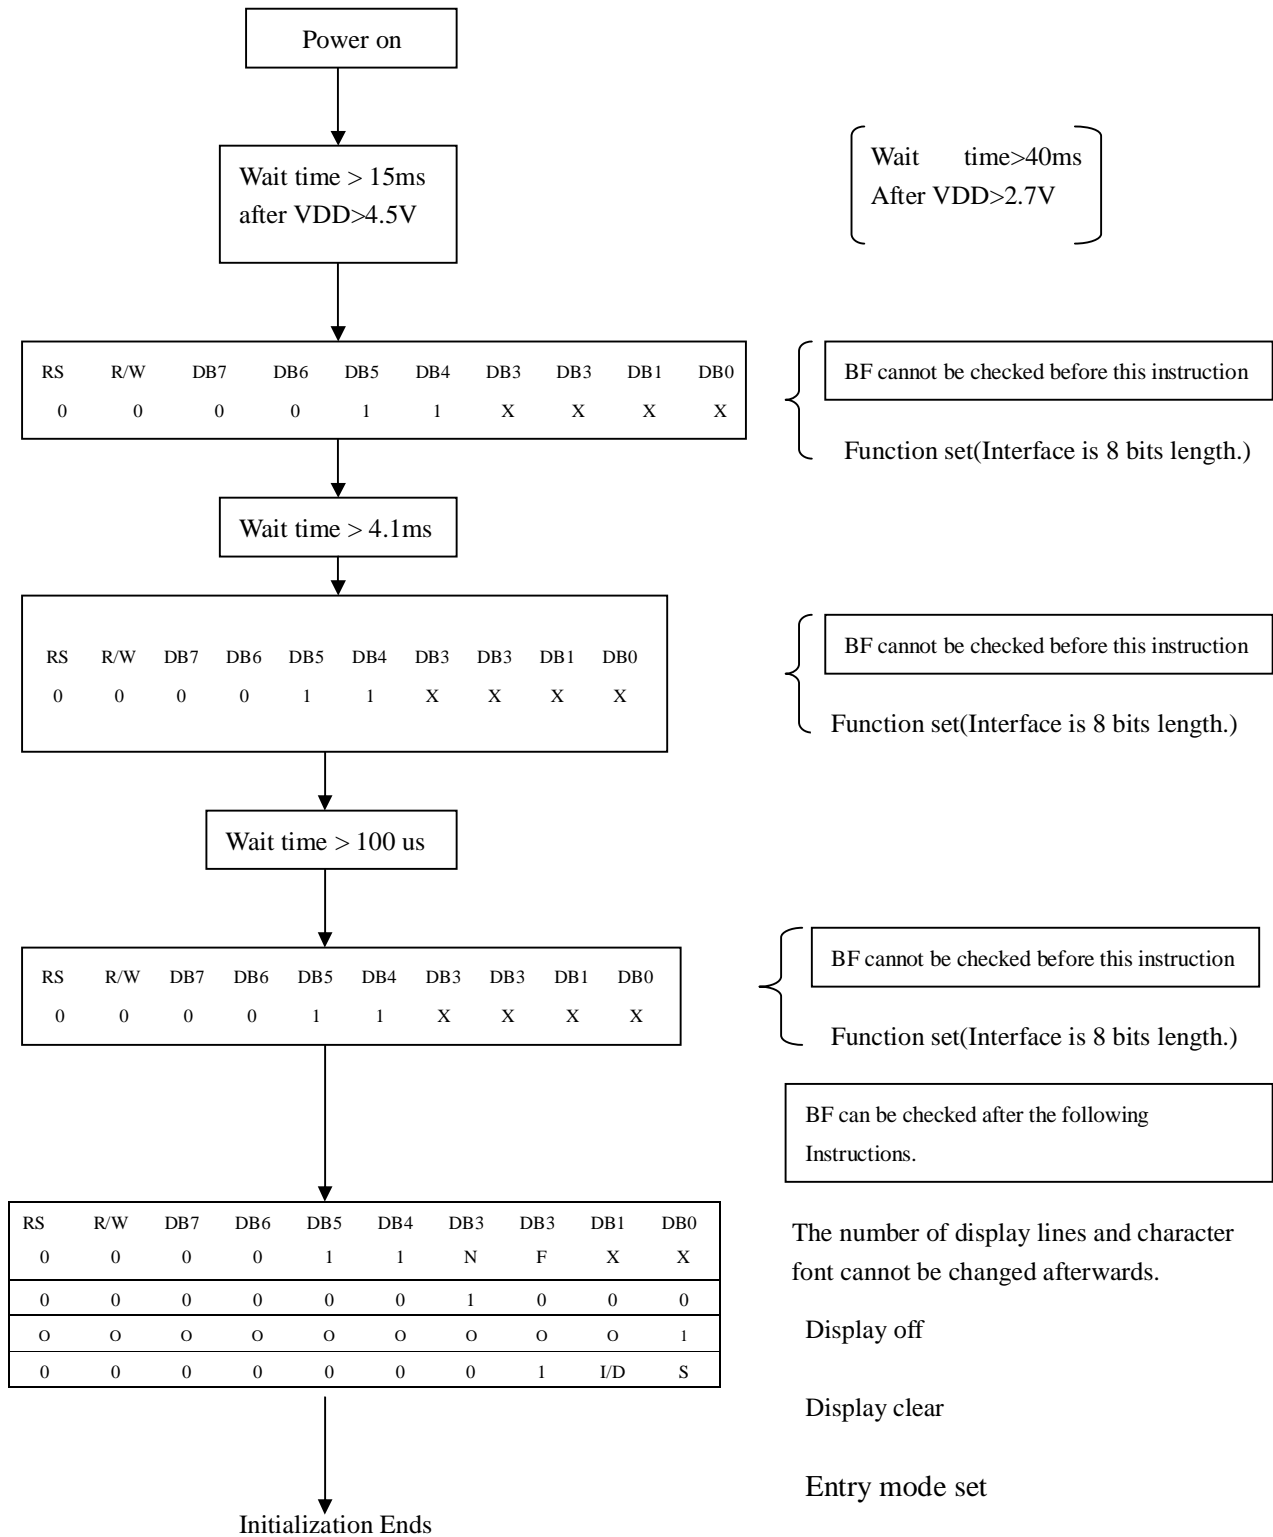 Power on
Wait time > 15ms
after VDD>4.5V
Wait time>40ms
After VDD>2.7V
RS R/W DB7 DB6 DB5 DB4 DB3 DB3 DB1 DB0
0 0 0 0 1 1 X X X X
BF cannot be checked before this instruction
Function set(Interface is 8 bits length.)
Wait time > 4.1ms
RS R/W DB7 DB6 DB5 DB4 DB3 DB3 DB1 DB0
0 0 0 0 1 1 X X X X
BF cannot be checked before this instruction
Function set(Interface is 8 bits length.)
Wait time > 100 us
RS R/W DB7 DB6 DB5 DB4 DB3 DB3 DB1 DB0
0 0 0 0 1 1 X X X X
BF cannot be checked before this instruction
Function set(Interface is 8 bits length.)
BF can be checked after the following
Instructions.
RS R/W DB7 DB6 DB5 DB4 DB3 DB3 DB1 DB0
0 0 0 0 1 1 N F X X
0 0 0 0 0 0 1 0 0 0
O O O O O O O O O 1
0 0 0 0 0 0 0 1 I/D S
The number of display lines and character
font cannot be changed afterwards.
Display off
Display clear
Entry mode set
Initialization Ends